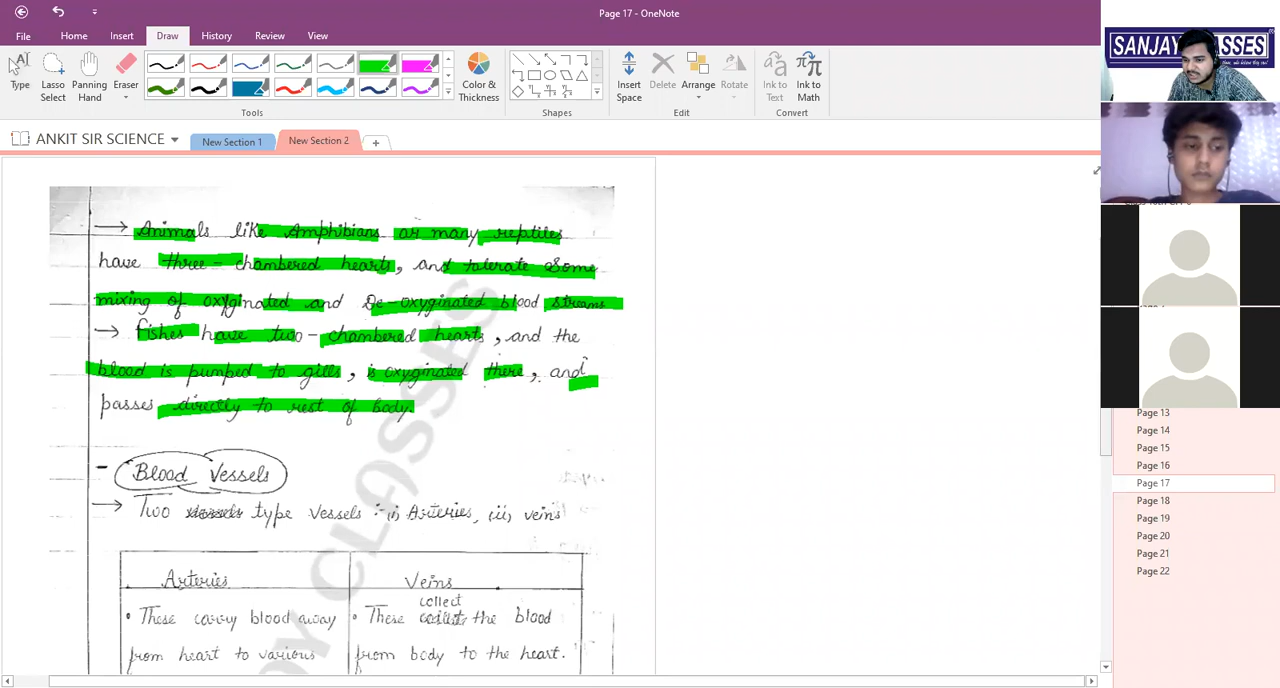 Page 17 - OneNote
File Home Insert Draw History Review View
Type
Lasso Select
Panning Hand
Eraser
Color & Thickness
Insert Space
Delete
Arrange
Rotate
Ink to Text
Ink to Math
Tools
Shapes
Edit
Convert
ANKIT SIR SCIENCE New Section 1 New Section 2 +
SANJAY CLASSES
→ Animals like Amphibians or many reptiles
have three-chambered hearts, and tolerate Some
mixing of oxyginated and De-oxyginated blood streams
→ fishes have two-chambered hearts, and the
blood is pumped to gills, is oxyginated there, and
passes directly to rest of body.
- Blood Vessels
→ Two type Vessels :- (i) Arteries, (ii) veins
Arteries
Veins
• These carry blood away
from heart to various
• These collect the blood
from body to the heart.
Page 13
Page 14
Page 15
Page 16
Page 17
Page 18
Page 19
Page 20
Page 21
Page 22